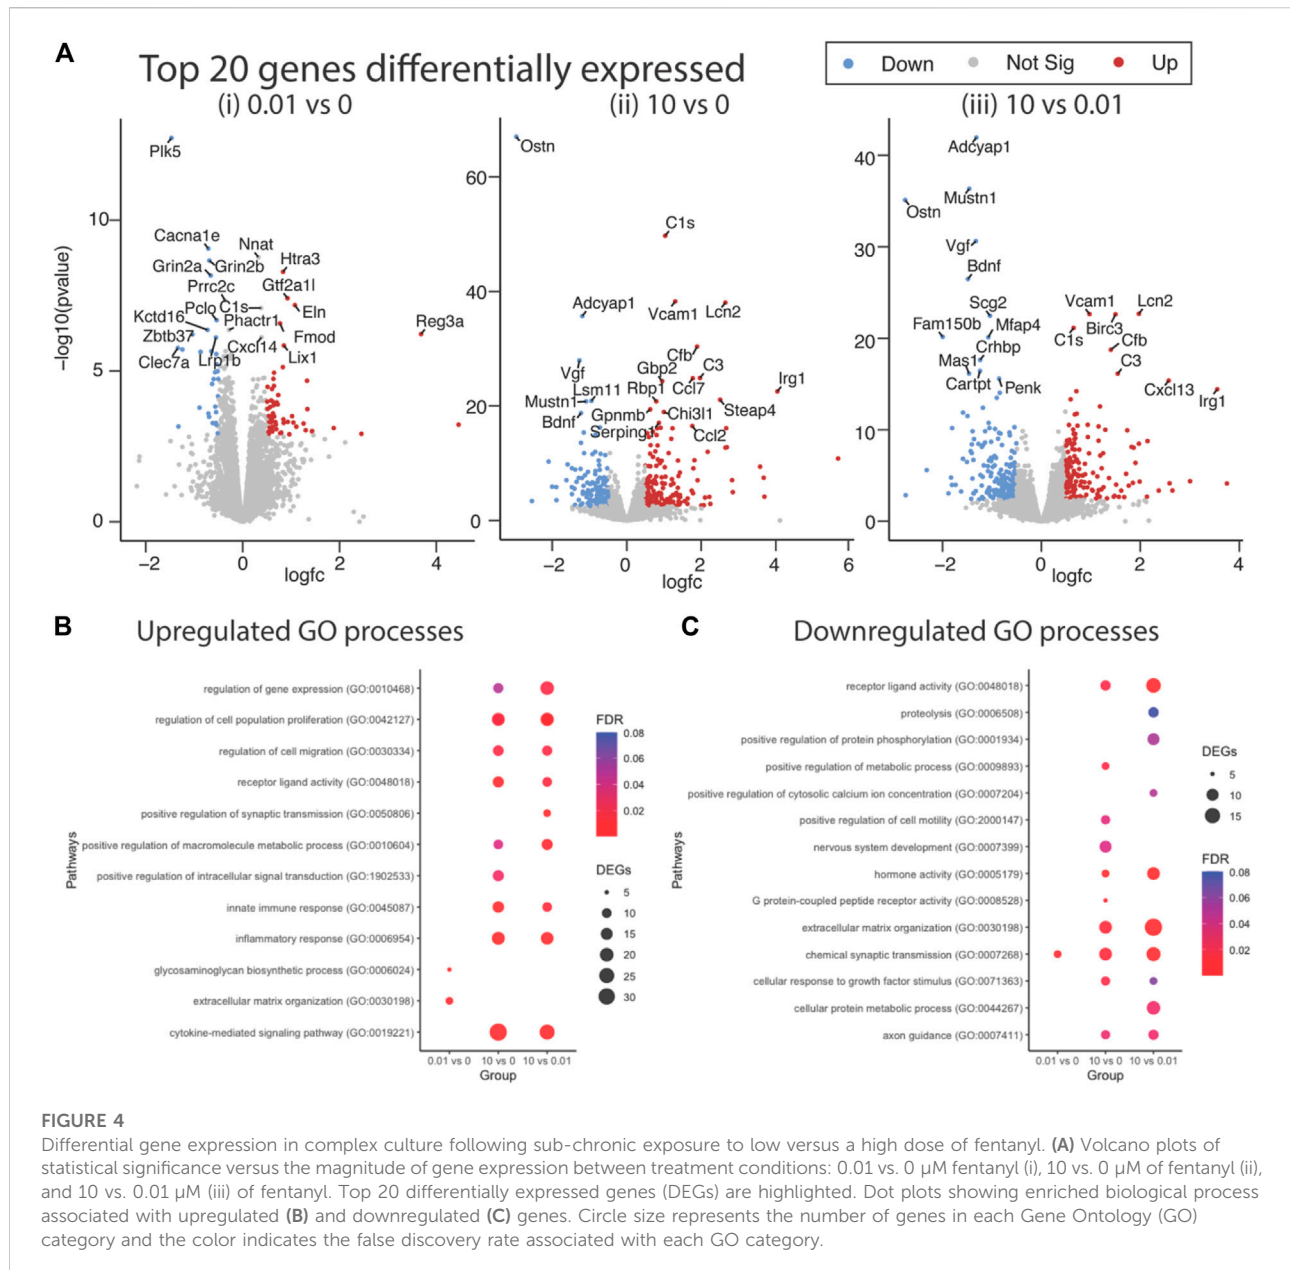 A
Top 20 genes differentially expressed
Down Not Sig Up
(i) 0.01 vs 0
(ii) 10 vs 0
(iii) 10 vs 0.01
-log10(pvalue)
10
5
0
Plk5
Cacna1e
Nnat
Grin2a
Grin2b
Htra3
Prrc2c
Gtf2a1l
Pclo
C1s
Eln
Kctd16
Phactr1
Reg3a
Zbtb37
Fmod
Cxcl14
Clec7a
Lrp1b
Lix1
−2 0 2 4
logfc
60
40
20
0
Ostn
C1s
Adcyap1
Vcam1
Lcn2
Cfb
Vgf
Gbp2
C3
Lsm11
Rbp1
Ccl7
Irg1
Mustn1
Gpnmb
Chi3l1
Steap4
Bdnf
Serping1
Ccl2
−2 0 2 4 6
logfc
40
30
20
10
0
Adcyap1
Mustn1
Ostn
Vgf
Bdnf
Scg2
Vcam1
Lcn2
Fam150b
Mfap4
Birc3
C1s
Crhbp
Cfb
Mas1
C3
Cartpt
Penk
Cxcl13
Irg1
−2 0 2 4
logfc
B
Upregulated GO processes
Pathways
regulation of gene expression (GO:0010468)
regulation of cell population proliferation (GO:0042127)
regulation of cell migration (GO:0030334)
receptor ligand activity (GO:0048018)
positive regulation of synaptic transmission (GO:0050806)
positive regulation of macromolecule metabolic process (GO:0010604)
positive regulation of intracellular signal transduction (GO:1902533)
innate immune response (GO:0045087)
inflammatory response (GO:0006954)
glycosaminoglycan biosynthetic process (GO:0006024)
extracellular matrix organization (GO:0030198)
cytokine-mediated signaling pathway (GO:0019221)
0.01 vs 0 10 vs 0 10 vs 0.01
Group
FDR
0.08
0.06
0.04
0.02
DEGs
5
10
15
20
25
30
C
Downregulated GO processes
Pathways
receptor ligand activity (GO:0048018)
proteolysis (GO:0006508)
positive regulation of protein phosphorylation (GO:0001934)
positive regulation of metabolic process (GO:0009893)
positive regulation of cytosolic calcium ion concentration (GO:0007204)
positive regulation of cell motility (GO:2000147)
nervous system development (GO:0007399)
hormone activity (GO:0005179)
G protein-coupled peptide receptor activity (GO:0008528)
extracellular matrix organization (GO:0030198)
chemical synaptic transmission (GO:0007268)
cellular response to growth factor stimulus (GO:0071363)
cellular protein metabolic process (GO:0044267)
axon guidance (GO:0007411)
0.01 vs 0 10 vs 0 10 vs 0.01
Group
DEGs
5
10
15
FDR
0.08
0.06
0.04
0.02
FIGURE 4
Differential gene expression in complex culture following sub-chronic exposure to low versus a high dose of fentanyl. (A) Volcano plots of
statistical significance versus the magnitude of gene expression between treatment conditions: 0.01 vs. 0 µM fentanyl (i), 10 vs. 0 µM of fentanyl (ii),
and 10 vs. 0.01 µM (iii) of fentanyl. Top 20 differentially expressed genes (DEGs) are highlighted. Dot plots showing enriched biological process
associated with upregulated (B) and downregulated (C) genes. Circle size represents the number of genes in each Gene Ontology (GO)
category and the color indicates the false discovery rate associated with each GO category.